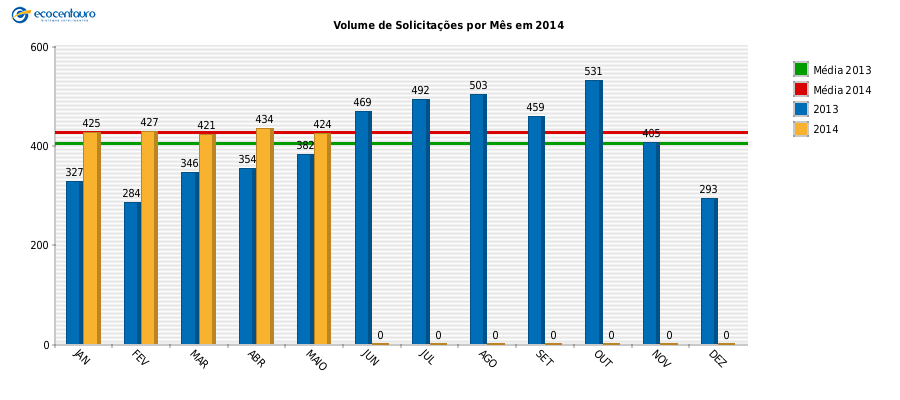 ecocentauro
Volume de Solicitações por Mês em 2014
600
400
200
0
327 425
284 427
346 421
354 434
382 424
469 0
492 0
503 0
459 0
531 0
405 0
293 0
JAN
FEV
MAR
ABR
MAIO
JUN
JUL
AGO
SET
OUT
NOV
DEZ
Média 2013
Média 2014
2013
2014